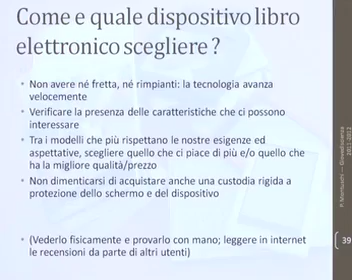 Come e quale dispositivo libro
elettronico scegliere ?
• Non avere né fretta, né rimpianti: la tecnologia avanza
velocemente
• Verificare la presenza delle caratteristiche che ci possono
interessare
• Tra i modelli che più rispettano le nostre esigenze ed
aspettative, scegliere quello che ci piace di più e/o quello che
ha la migliore qualità/prezzo
• Non dimenticarsi di acquistare anche una custodia rigida a
protezione dello schermo e del dispositivo
• (Vederlo fisicamente e provarlo con mano; leggere in internet
le recensioni da parte di altri utenti)
2011-2012
39